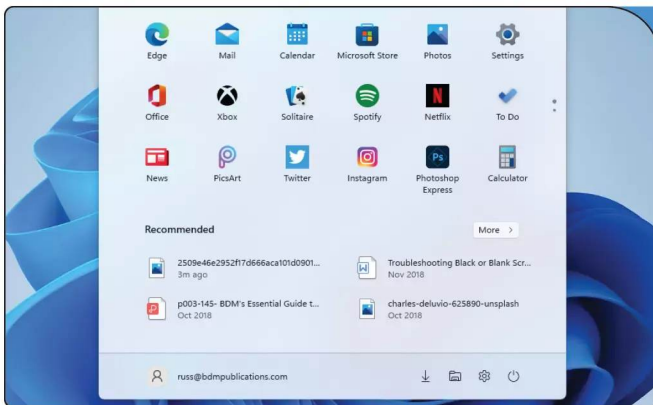 Edge Mail Calendar Microsoft Store Photos Settings
Office Xbox Solitaire Spotify Netflix To Do
News PicsArt Twitter Instagram Photoshop Express Calculator
Ps
Recommended More >
2509e46e2952f17d666aca101d0901...
3m ago
Troubleshooting Black or Blank Scr...
Nov 2018
p003-145- BDM's Essential Guide t...
Oct 2018
charles-deluvio-625890-unsplash
Oct 2018
russ@bdmpublications.com